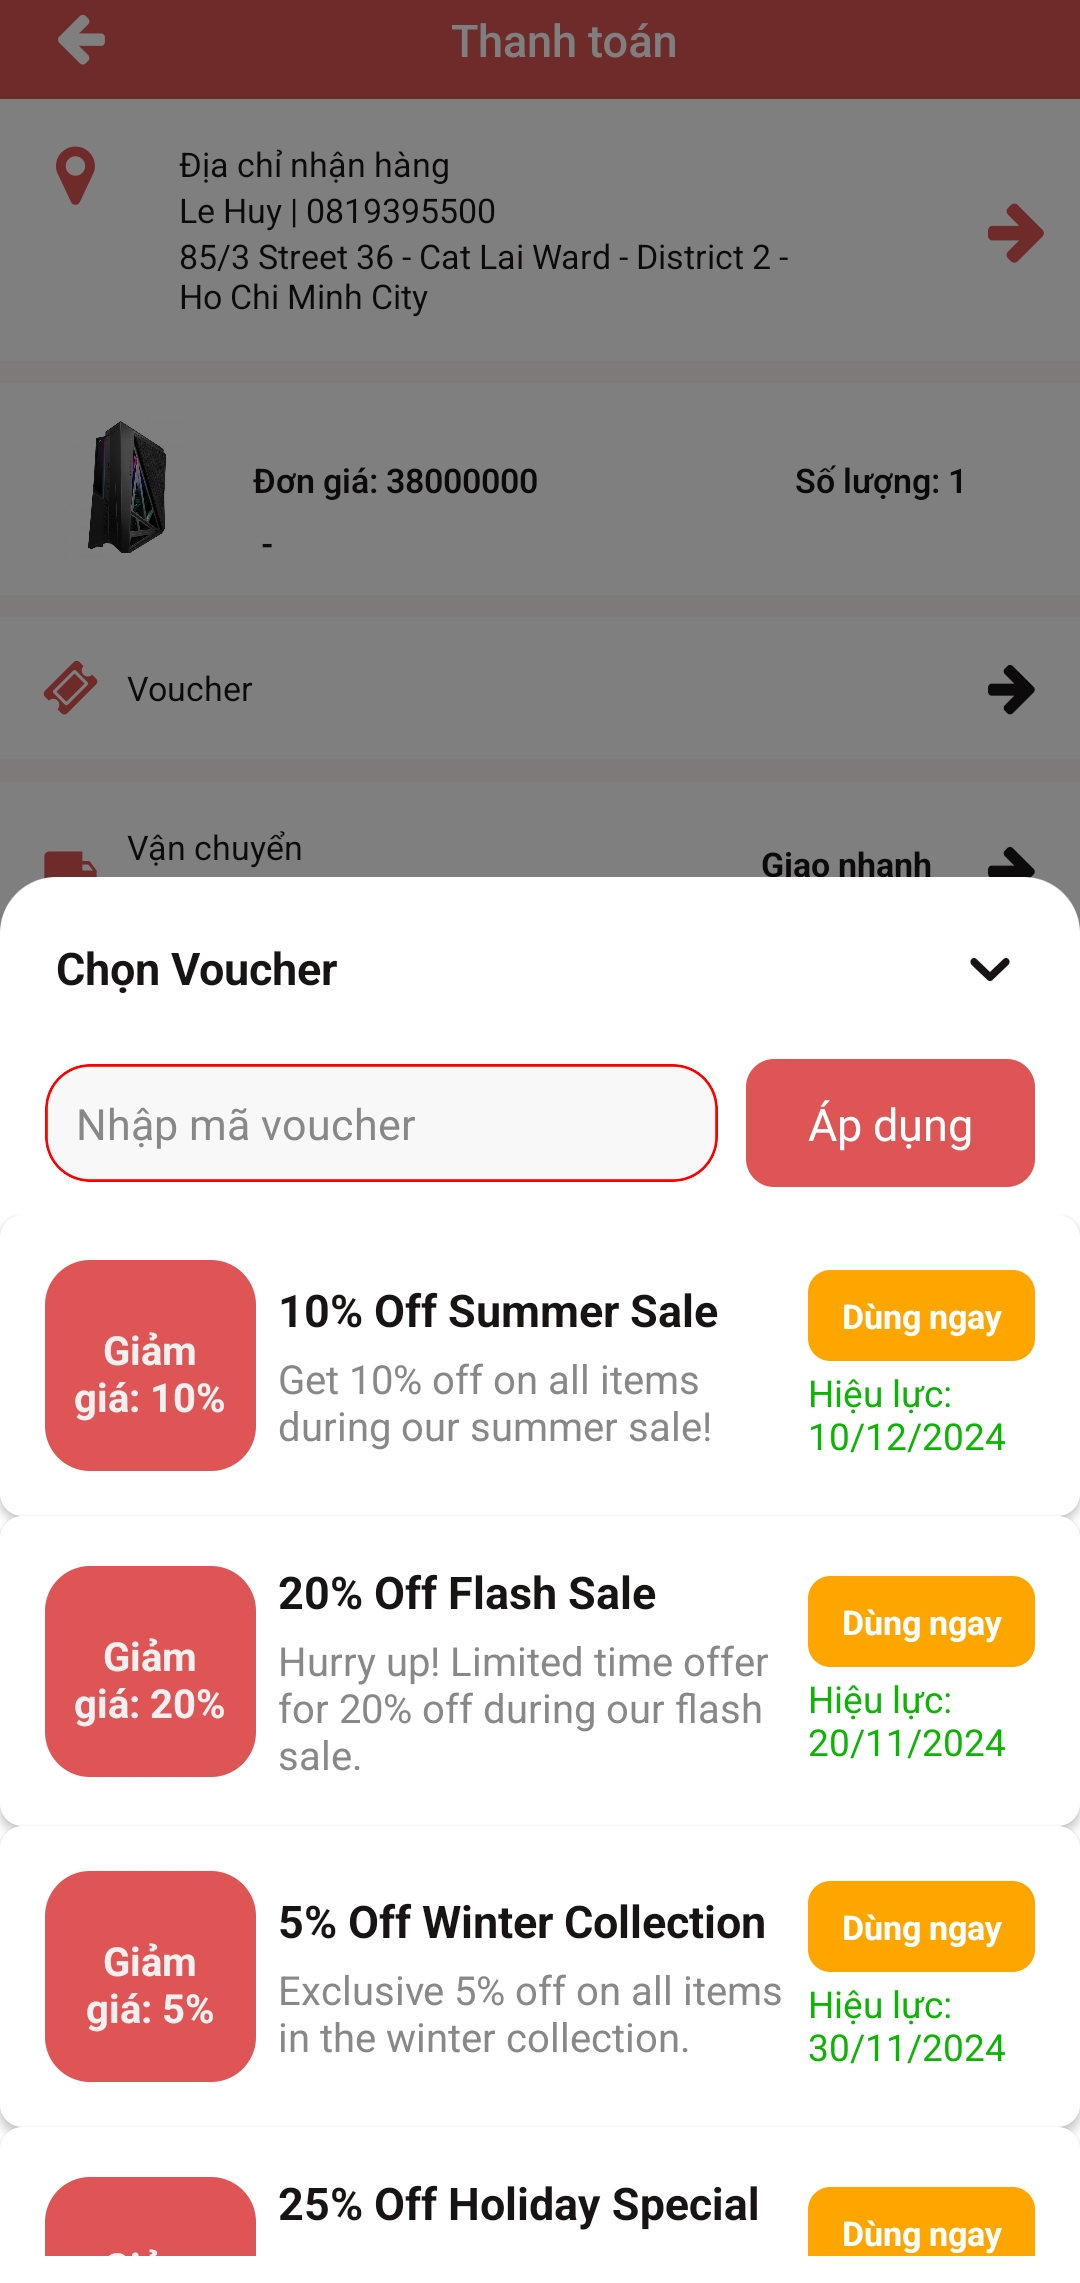 Thanh toán
Địa chỉ nhận hàng
Le Huy | 0819395500
85/3 Street 36 - Cat Lai Ward - District 2 -
Ho Chi Minh City
Đơn giá: 38000000
Số lượng: 1
-
Voucher
Vận chuyển
Giao nhanh
Chọn Voucher
Nhập mã voucher
Áp dụng
Giảm
giá: 10%
10% Off Summer Sale
Get 10% off on all items
during our summer sale!
Dùng ngay
Hiệu lực:
10/12/2024
Giảm
giá: 20%
20% Off Flash Sale
Hurry up! Limited time offer
for 20% off during our flash
sale.
Dùng ngay
Hiệu lực:
20/11/2024
Giảm
giá: 5%
5% Off Winter Collection
Exclusive 5% off on all items
in the winter collection.
Dùng ngay
Hiệu lực:
30/11/2024
25% Off Holiday Special
Dùng ngay